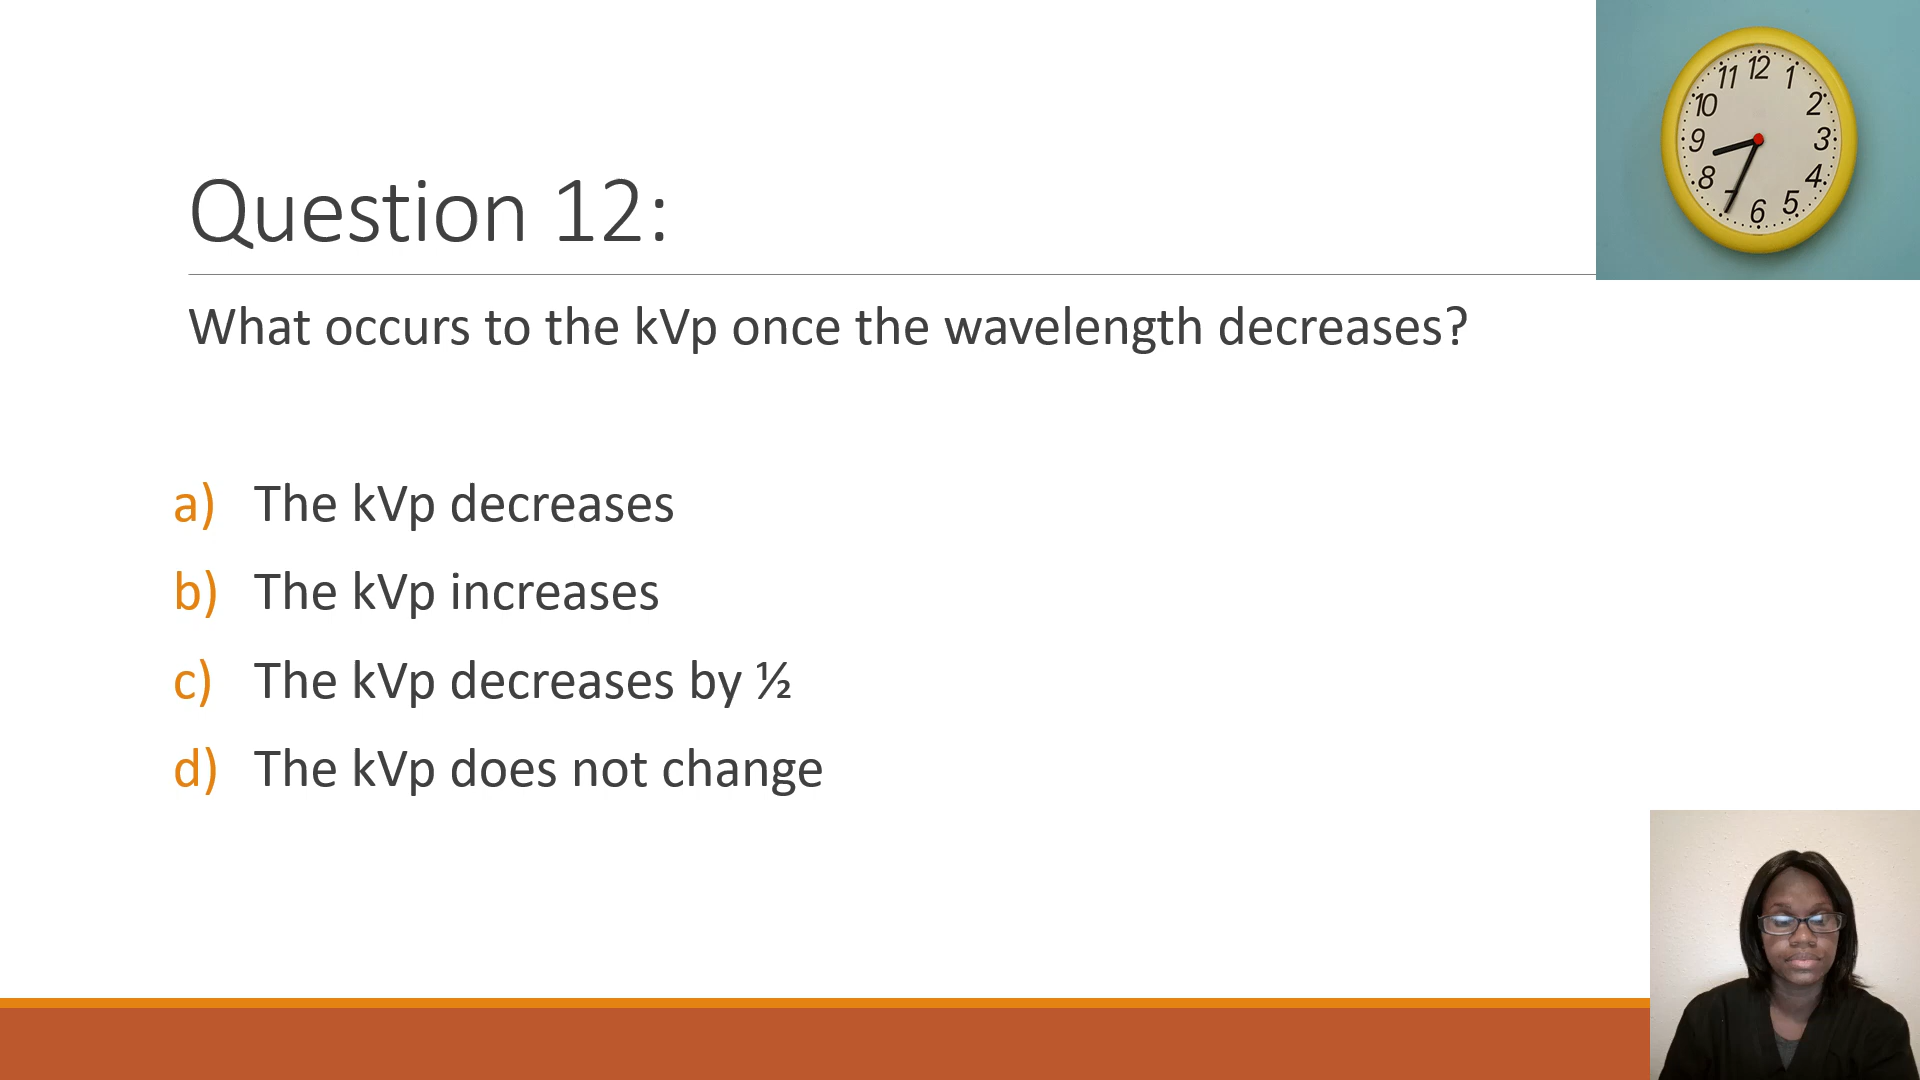 Question 12:
What occurs to the kVp once the wavelength decreases?
a) The kVp decreases
b) The kVp increases
c) The kVp decreases by ½
d) The kVp does not change
11 12 1
10 2
9 3
8 4
7 6 5